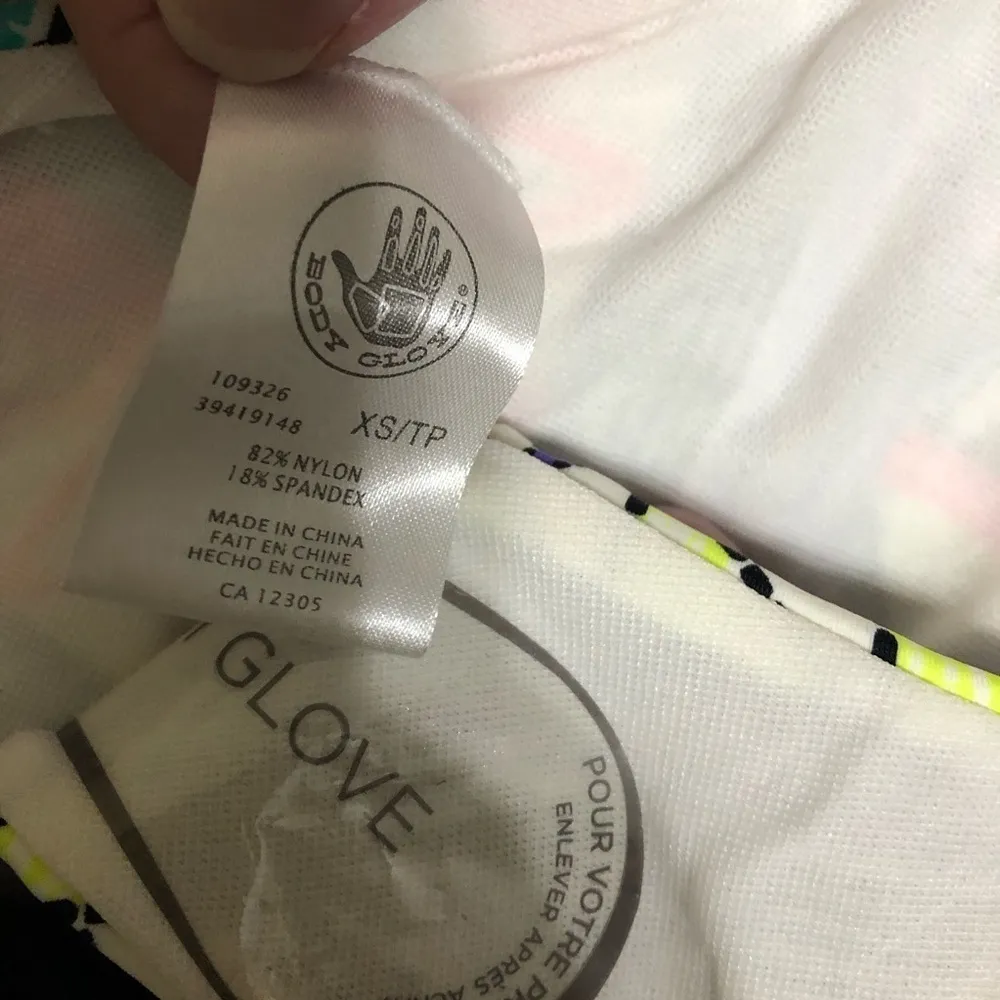 BODY GLOVE®
109326
39419148
XS/TP
82% NYLON
18% SPANDEX
MADE IN CHINA
FAIT EN CHINE
HECHO EN CHINA
CA 12305
GLOVE
POUR VOTRE
ENLEVER APRÈS